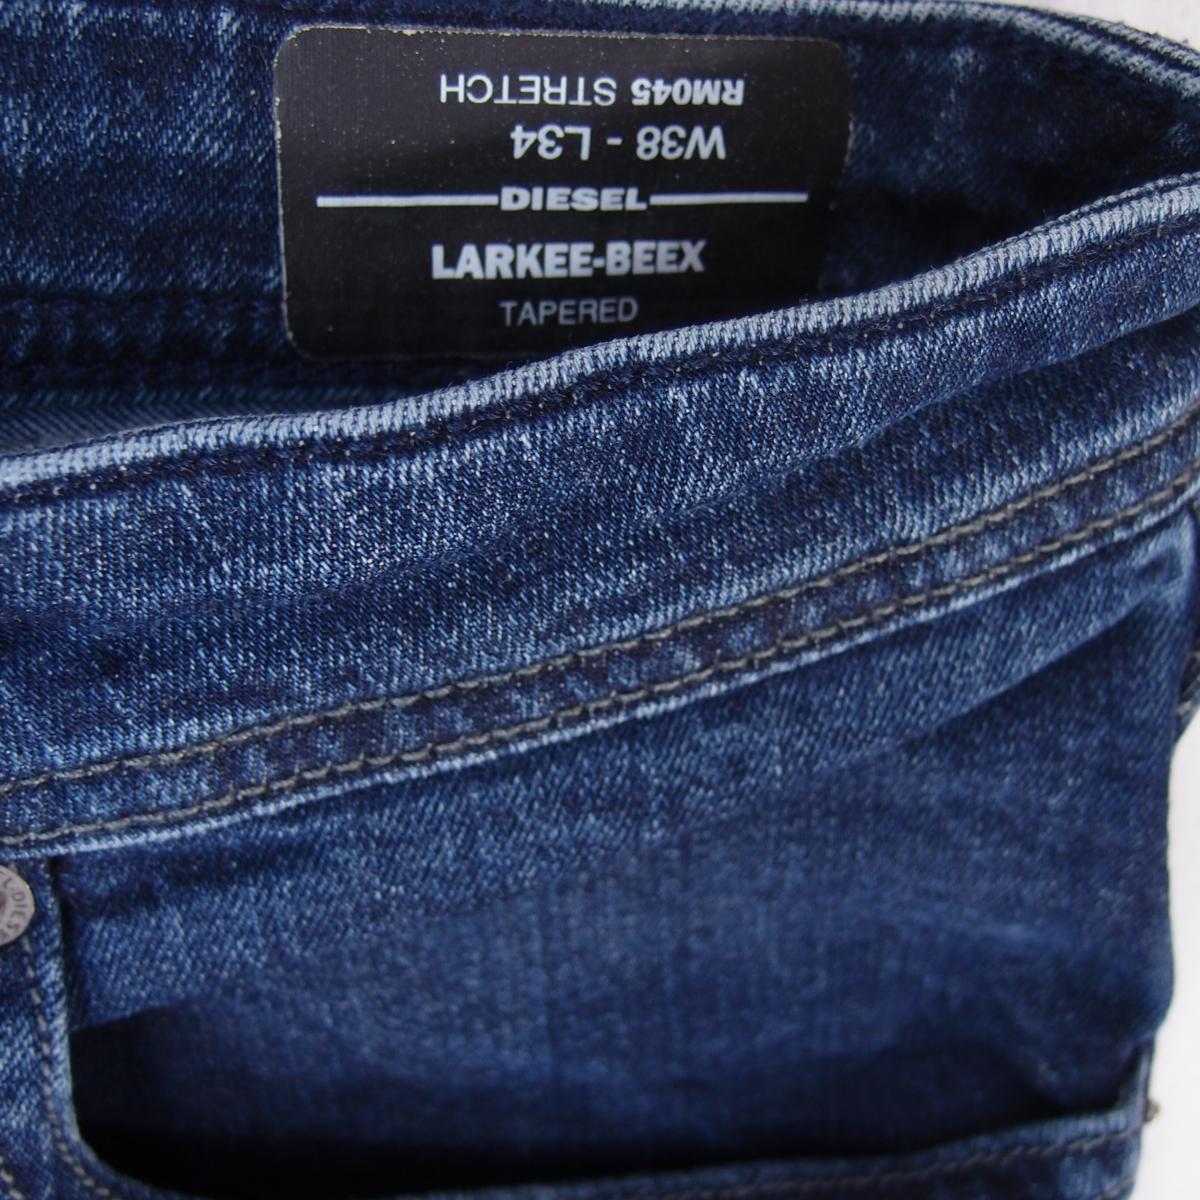 RM045 STRETCH
W38 - L34
DIESEL
LARKEE-BEEX
TAPERED